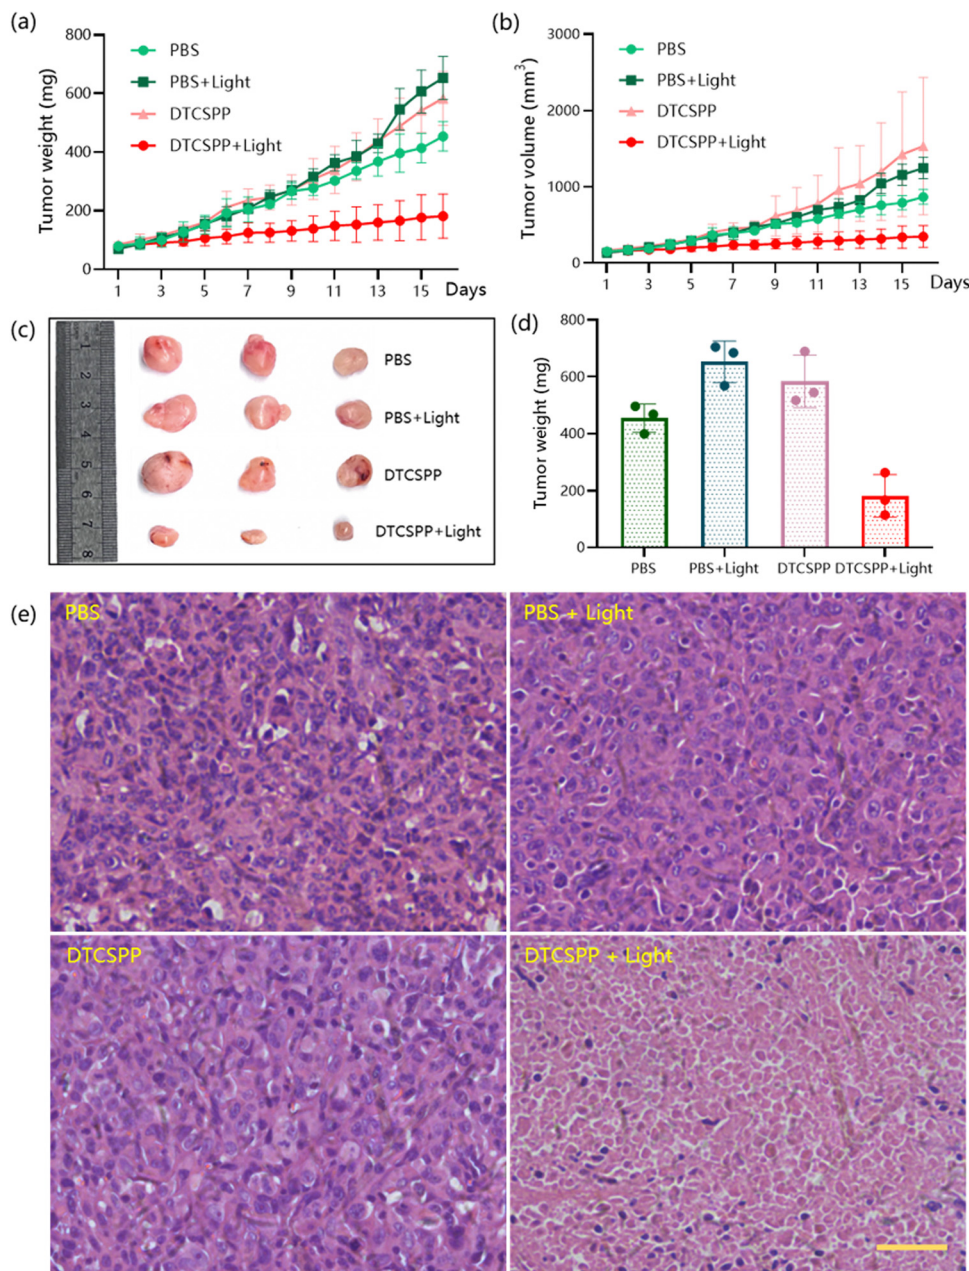 (a)
800
600
400
200
0
Tumor weight (mg)
PBS
PBS+Light
DTCSPP
DTCSPP+Light
1 3 5 7 9 11 13 15 Days
(b)
3000
2000
1000
0
Tumor volume (mm³)
PBS
PBS+Light
DTCSPP
DTCSPP+Light
1 3 5 7 9 11 13 15 Days
(c)
1
2
3
4
5
6
7
8
PBS
PBS+Light
DTCSPP
DTCSPP+Light
(d)
800
600
400
200
0
Tumor weight (mg)
PBS PBS+Light DTCSPP DTCSPP+Light
(e)
PBS
PBS + Light
DTCSPP
DTCSPP + Light